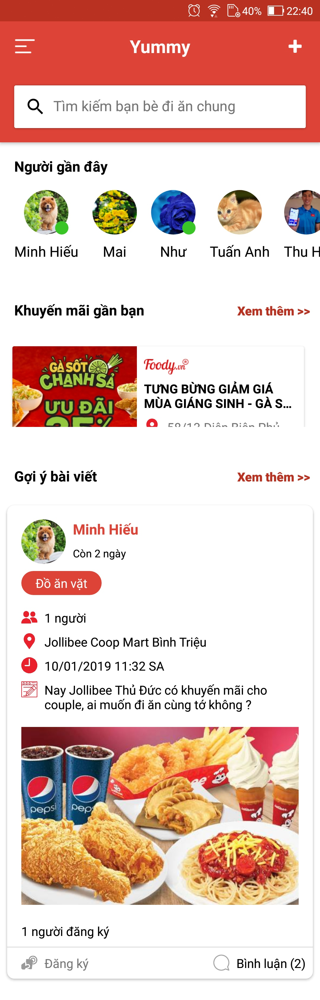 40% 22:40
Yummy
Tìm kiếm bạn bè đi ăn chung
Người gần đây
Minh Hiếu Mai Như Tuấn Anh Thu H
Khuyến mãi gần bạn Xem thêm >>
MỚI
GÀ SỐT
CHANH SẢ
ƯU ĐÃI
25%
Foody.vn®
TƯNG BỪNG GIẢM GIÁ
MÙA GIÁNG SINH - GÀ S...
58/12 Điện Biên Phủ
Gợi ý bài viết Xem thêm >>
Minh Hiếu
Còn 2 ngày
Đồ ăn vặt
1 người
Jollibee Coop Mart Bình Triệu
10/01/2019 11:32 SA
Nay Jollibee Thủ Đức có khuyến mãi cho
couple, ai muốn đi ăn cùng tớ không ?
pepsi
pepsi
Jollibee
1 người đăng ký
Đăng ký Bình luận (2)